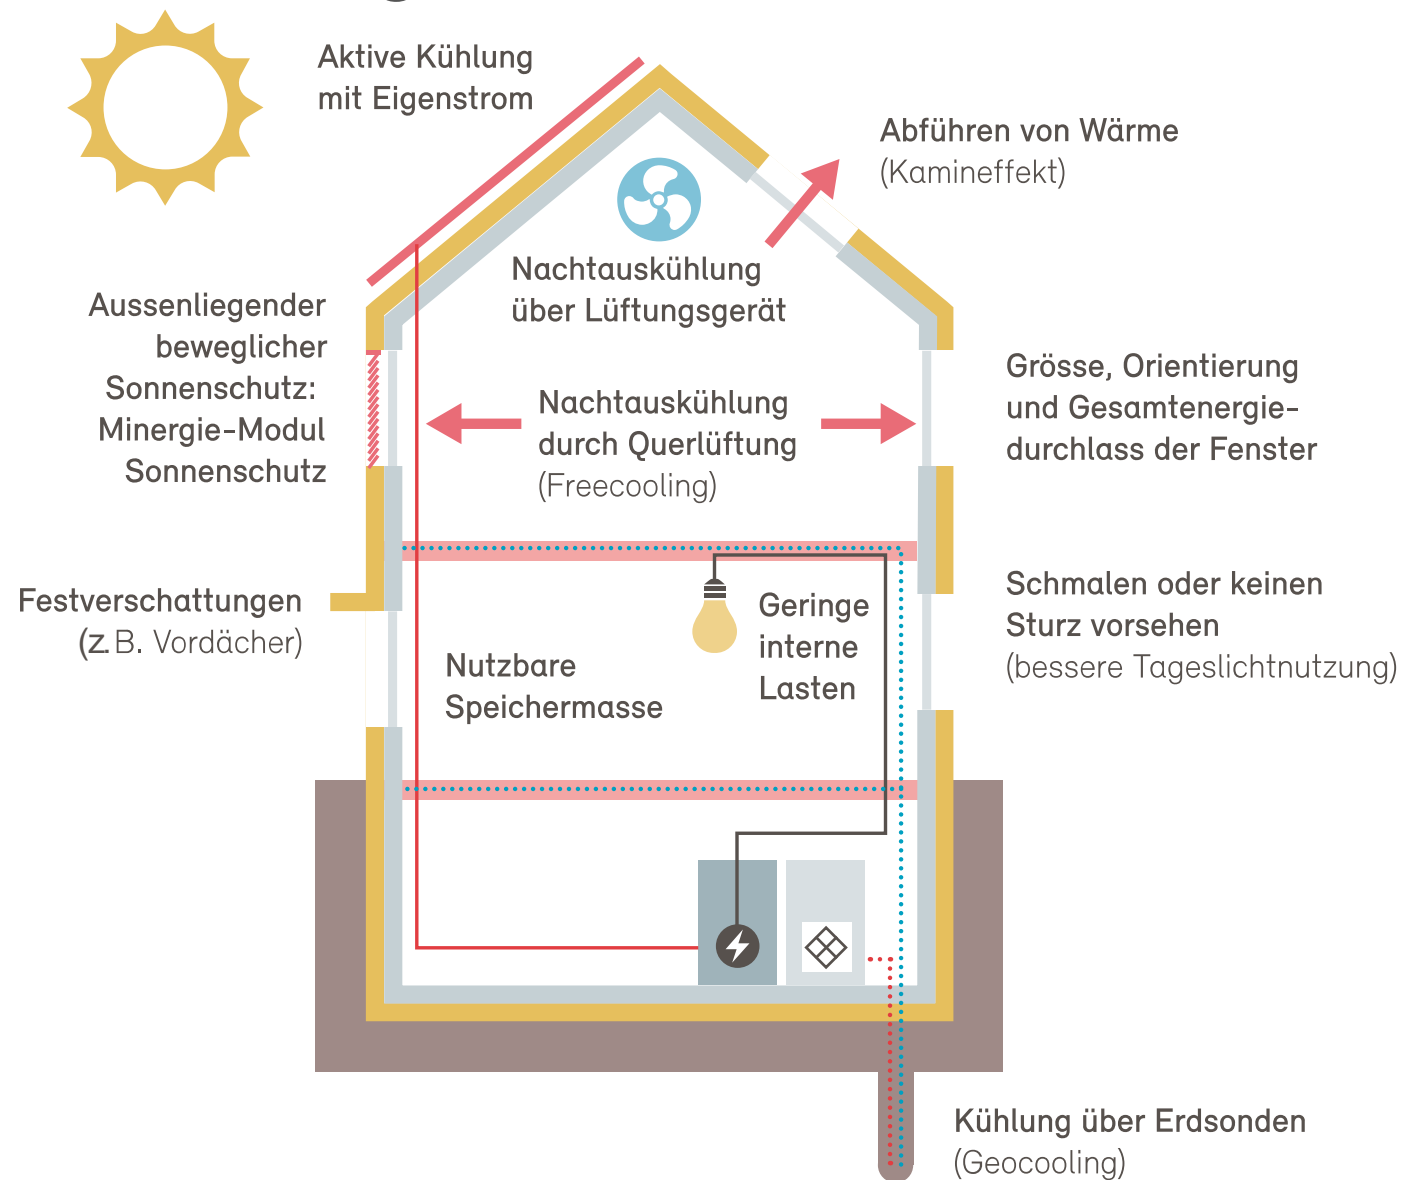 Aktive Kühlung
mit Eigenstrom
Abführen von Wärme
(Kamineffekt)
Nachtauskühlung
über Lüftungsgerät
Aussenliegender
beweglicher
Sonnenschutz:
Minergie-Modul
Sonnenschutz
Nachtauskühlung
durch Querlüftung
(Freecooling)
Grösse, Orientierung
und Gesamtenergie-
durchlass der Fenster
Festverschattungen
(z.B. Vordächer)
Geringe
interne
Lasten
Schmalen oder keinen
Sturz vorsehen
(bessere Tageslichtnutzung)
Nutzbare
Speichermasse
Kühlung über Erdsonden
(Geocooling)